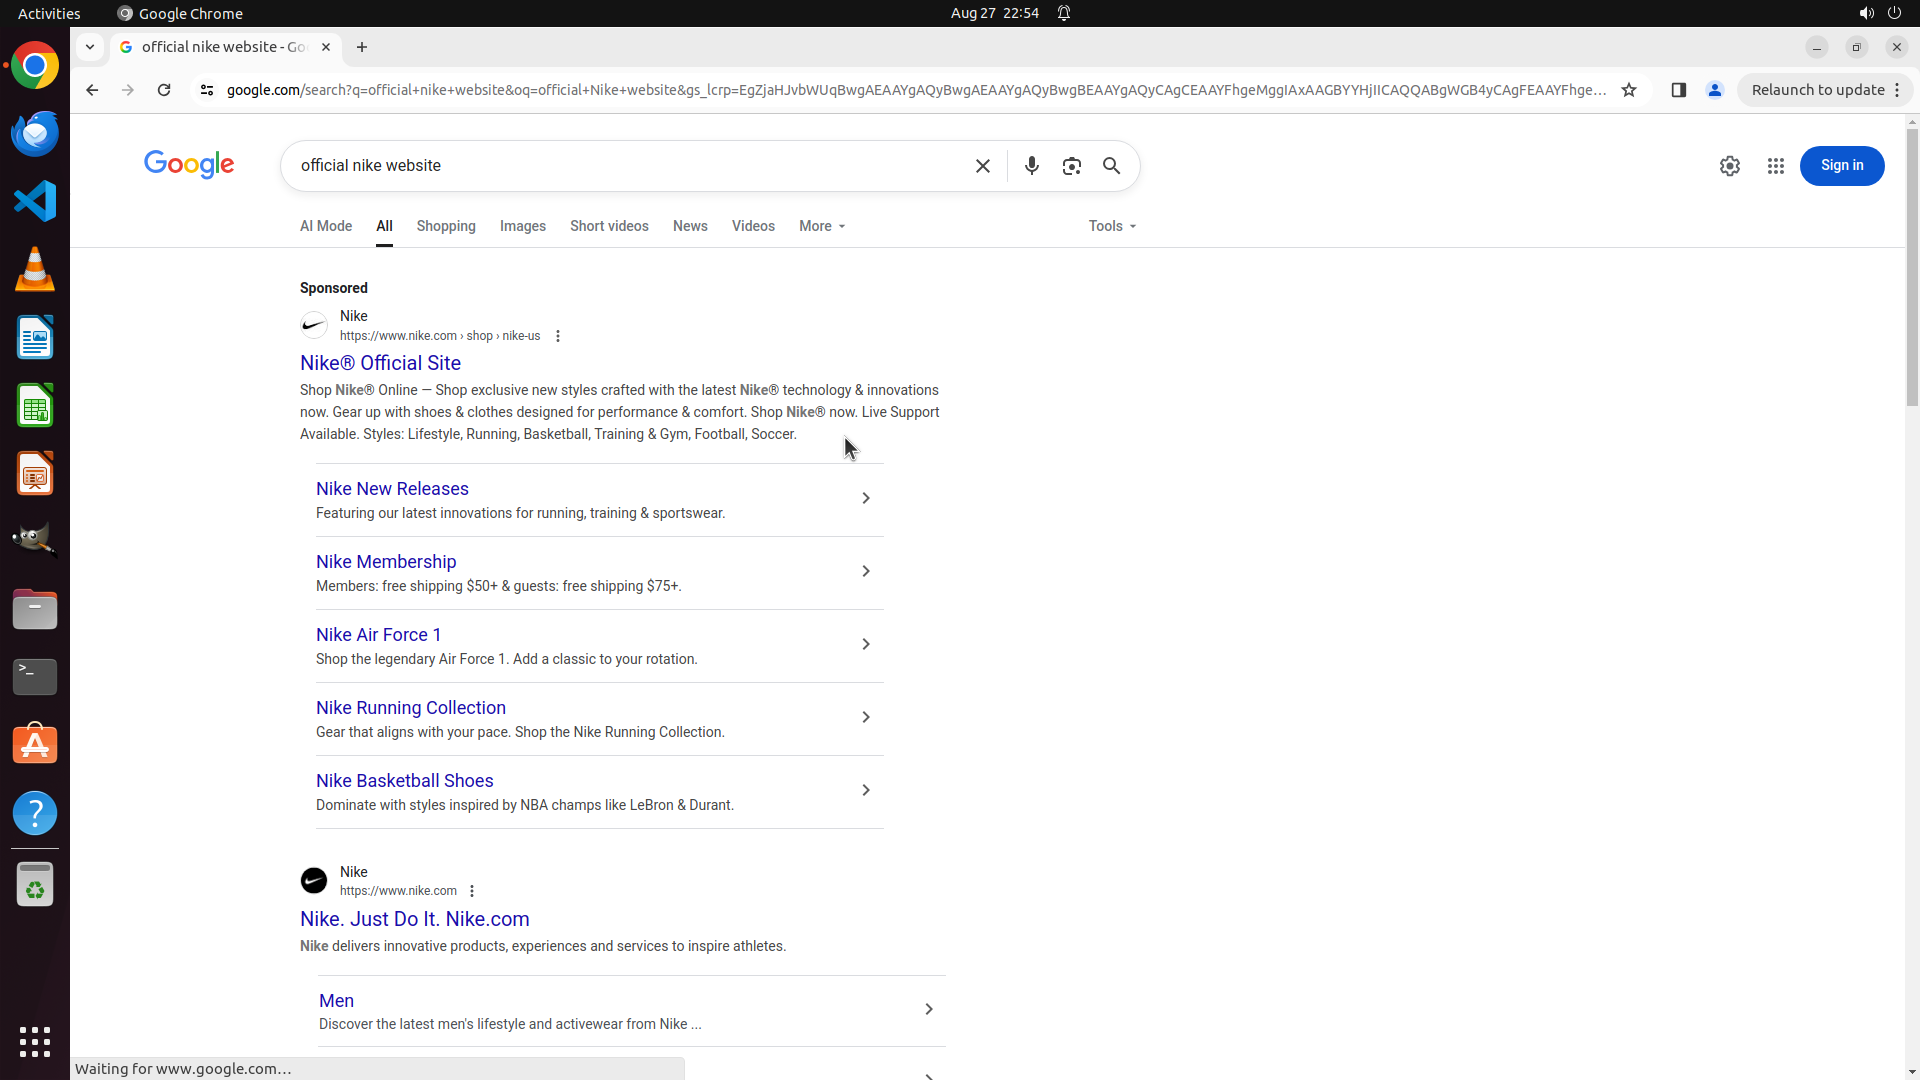 Activities
Google Chrome
Aug 27 22:54
official nike website - Go
google.com/search?q=official+nike+website&oq=official+Nike+website&gs_lcrp=EgZjaHJvbWUqBwgAEAAYgAQyBwgAEAAYgAQyBwgBEAAYgAQyCAgCEAAYFhgeMggIAxAAGBYYHjIICAQQABgWGB4yCAgFEAAYFhge...
Relaunch to update
Google
official nike website
Sign in
AI Mode
All
Shopping
Images
Short videos
News
Videos
More
Tools
Sponsored
Nike
https://www.nike.com › shop › nike-us
Nike® Official Site
Shop Nike® Online — Shop exclusive new styles crafted with the latest Nike® technology & innovations
now. Gear up with shoes & clothes designed for performance & comfort. Shop Nike® now. Live Support
Available. Styles: Lifestyle, Running, Basketball, Training & Gym, Football, Soccer.
Nike New Releases
Featuring our latest innovations for running, training & sportswear.
Nike Membership
Members: free shipping $50+ & guests: free shipping $75+.
Nike Air Force 1
Shop the legendary Air Force 1. Add a classic to your rotation.
Nike Running Collection
Gear that aligns with your pace. Shop the Nike Running Collection.
Nike Basketball Shoes
Dominate with styles inspired by NBA champs like LeBron & Durant.
Nike
https://www.nike.com
Nike. Just Do It. Nike.com
Nike delivers innovative products, experiences and services to inspire athletes.
Men
Discover the latest men's lifestyle and activewear from Nike ...
Waiting for www.google.com...